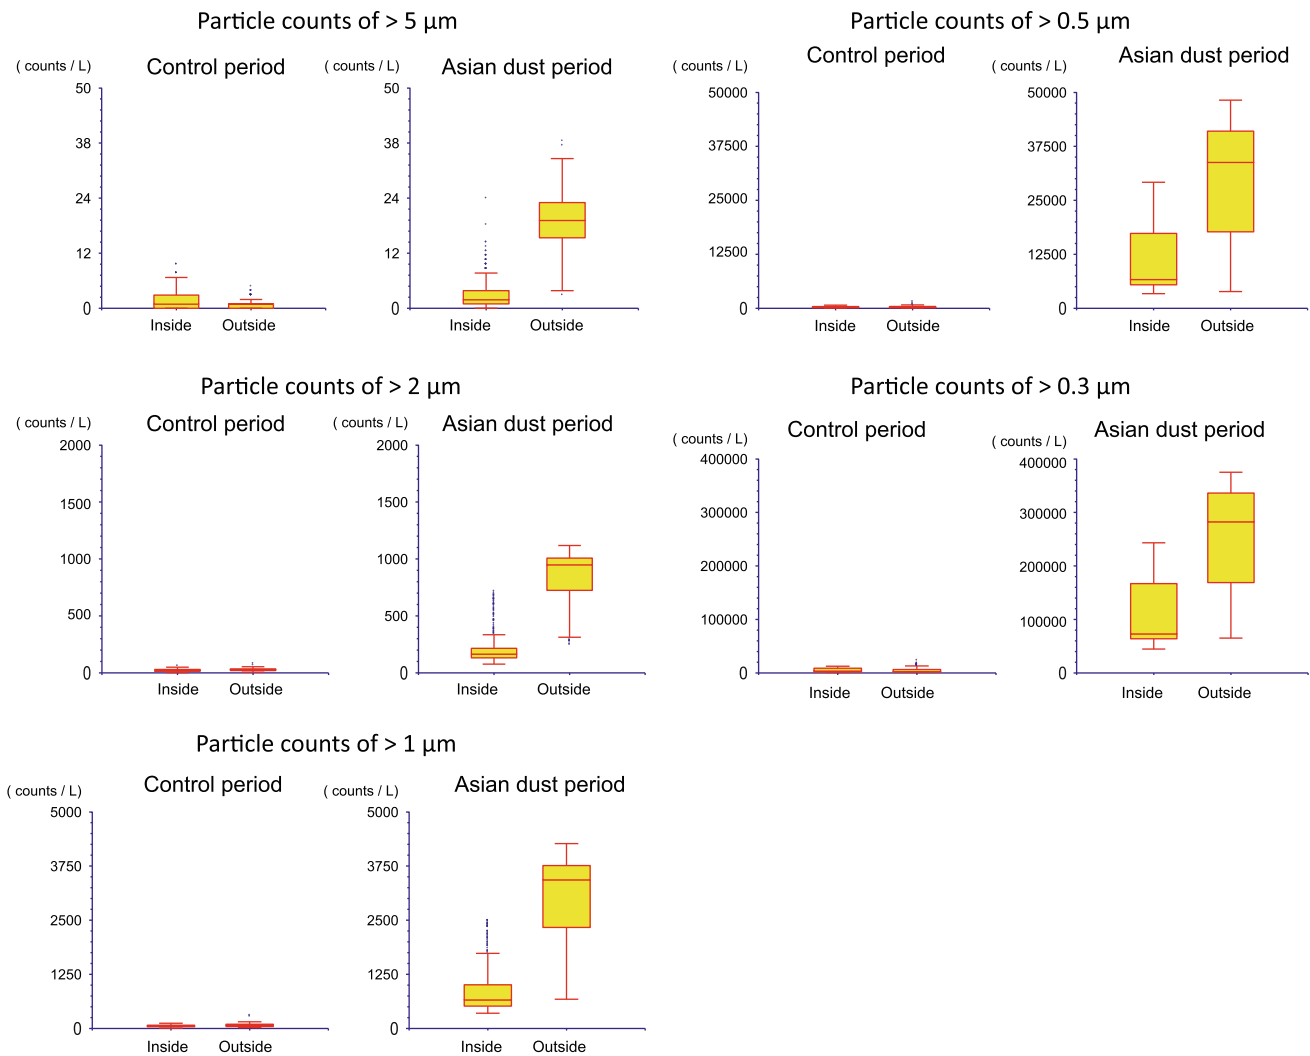 Particle counts of > 5 µm
( counts / L)
Control period
50
38
24
12
0
Inside
Outside
( counts / L)
Asian dust period
50
38
24
12
0
Inside
Outside
Particle counts of > 0.5 µm
( counts / L)
Control period
50000
37500
25000
12500
0
Inside
Outside
( counts / L)
Asian dust period
50000
37500
25000
12500
0
Inside
Outside
Particle counts of > 2 µm
( counts / L)
Control period
2000
1500
1000
500
0
Inside
Outside
( counts / L)
Asian dust period
2000
1500
1000
500
0
Inside
Outside
Particle counts of > 0.3 µm
( counts / L)
Control period
400000
300000
200000
100000
0
Inside
Outside
( counts / L)
Asian dust period
400000
300000
200000
100000
0
Inside
Outside
Particle counts of > 1 µm
( counts / L)
Control period
5000
3750
2500
1250
0
Inside
Outside
( counts / L)
Asian dust period
5000
3750
2500
1250
0
Inside
Outside